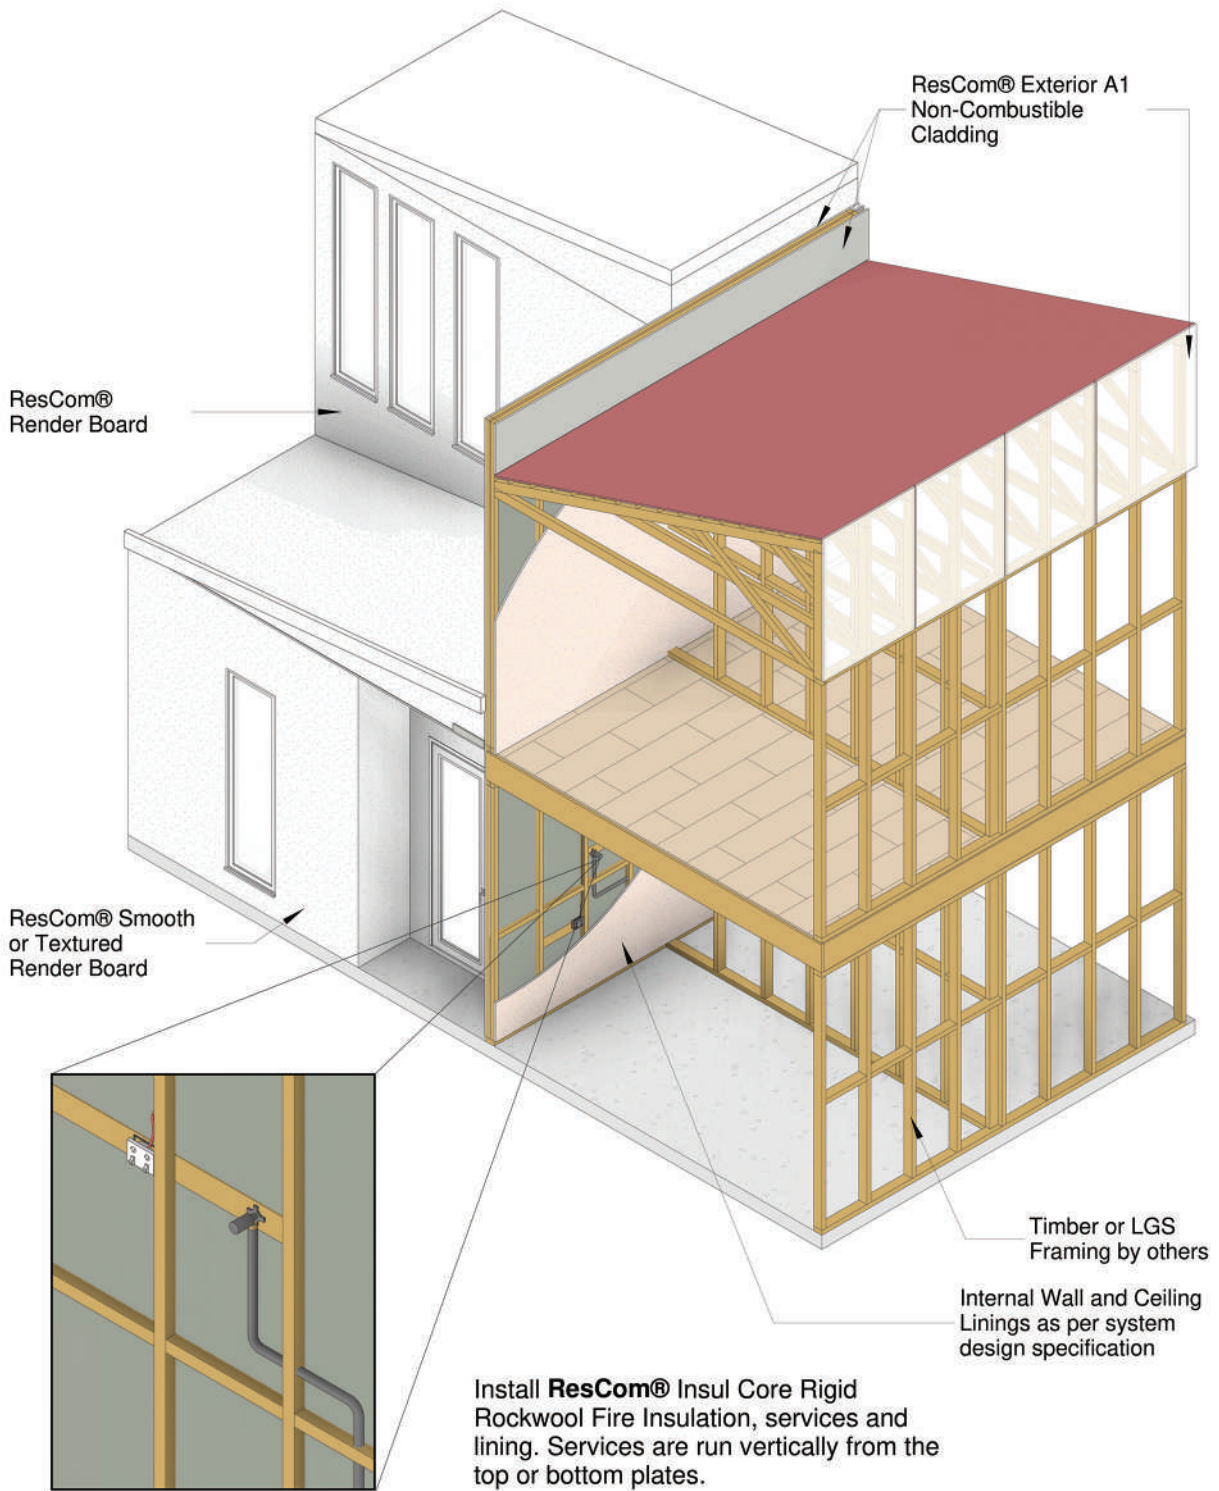 ResCom® Exterior A1
Non-Combustible
Cladding
ResCom®
Render Board
ResCom® Smooth
or Textured
Render Board
Timber or LGS
Framing by others
Internal Wall and Ceiling
Linings as per system
design specification
Install ResCom® Insul Core Rigid
Rockwool Fire Insulation, services and
lining. Services are run vertically from the
top or bottom plates.